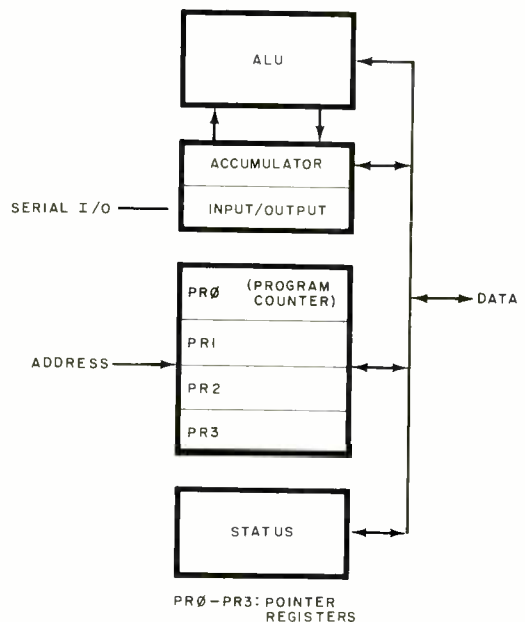 ALU
ACCUMULATOR
SERIAL I/O
INPUT/OUTPUT
PRØ (PROGRAM
COUNTER)
DATA
PR1
ADDRESS
PR2
PR3
STATUS
PRØ-PR3: POINTER
REGISTERS